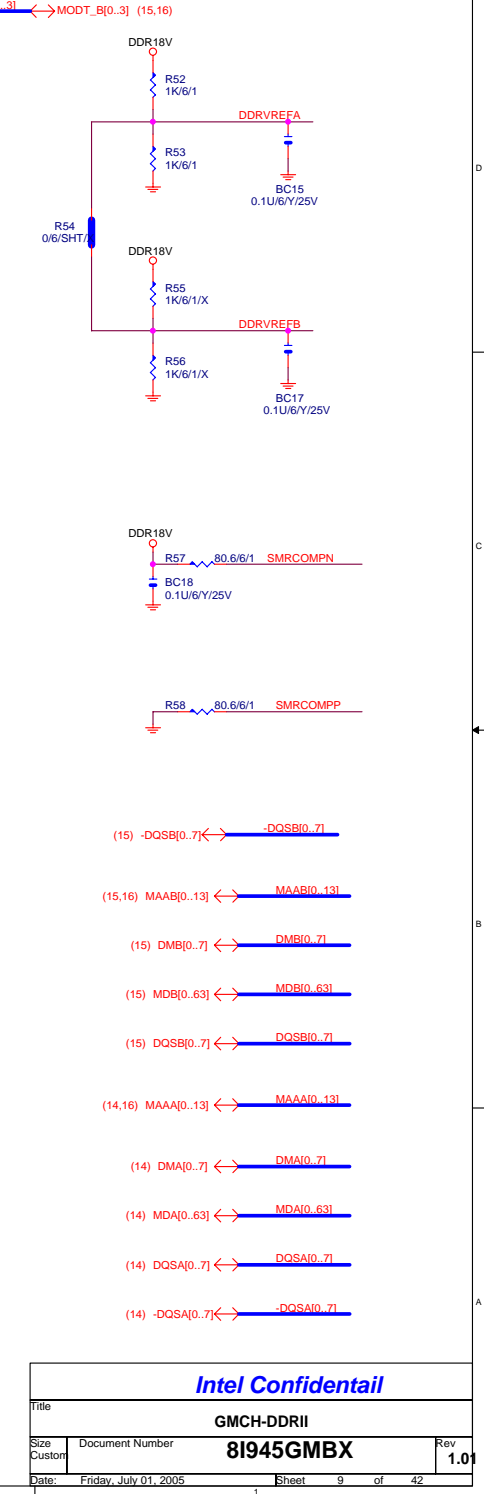 ..3]
MODT_B[0..3] (15,16)
DDR18V
R52
1K/6/1
DDRVREFA
R53
1K/6/1
BC15
0.1U/6/Y/25V
R54
0/6/SHT/
DDR18V
R55
1K/6/1/X
DDRVREFB
R56
1K/6/1/X
BC17
0.1U/6/Y/25V
DDR18V
R57 80.6/6/1 SMRCOMPN
BC18
0.1U/6/Y/25V
R58 80.6/6/1 SMRCOMPP
(15) -DQSB[0..7] -DQSB[0..7]
(15,16) MAAB[0..13] MAAB[0..13]
(15) DMB[0..7] DMB[0..7]
(15) MDB[0..63] MDB[0..63]
(15) DQSB[0..7] DQSB[0..7]
(14,16) MAAA[0..13] MAAA[0..13]
(14) DMA[0..7] DMA[0..7]
(14) MDA[0..63] MDA[0..63]
(14) DQSA[0..7] DQSA[0..7]
(14) -DQSA[0..7] -DQSA[0..7]
D
C
B
A
Intel Confidentail
Title
GMCH-DDRII
Size Document Number Rev
Custom 8I945GMBX 1.01
Date: Friday, July 01, 2005 Sheet 9 of 42
1